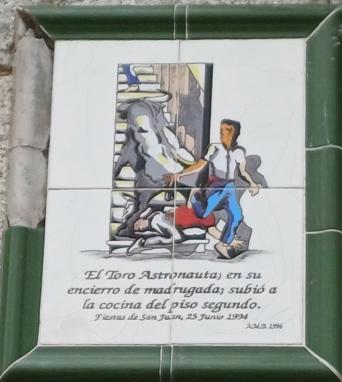 El Toro Astronauta; en su
encierro de madrugada; subió a
la cocina del piso segundo.
Fiestas de San Juan, 25 Junio 1994
A.M.B. 1996